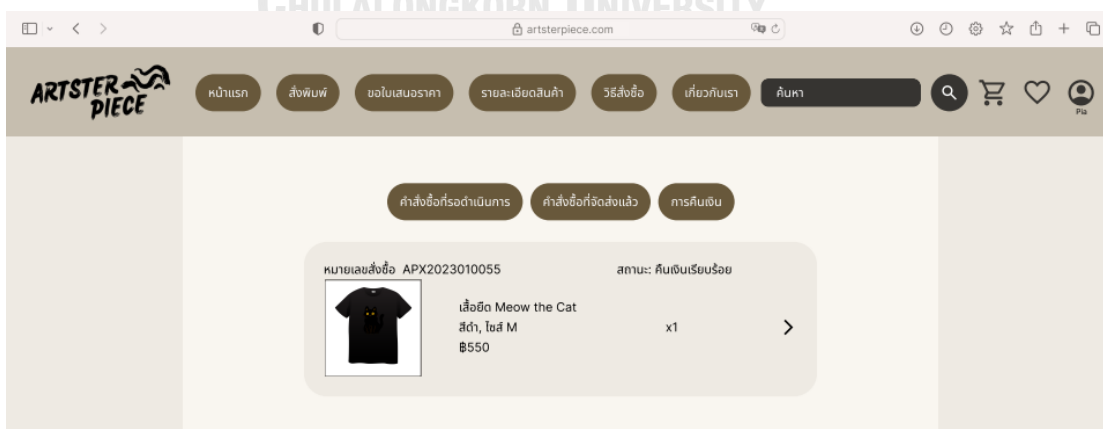 CHULALONGKORN UNIVERSITY
artsterpiece.com
ARTSTER
PIECE
หน้าแรก
สั่งพิมพ์
ขอใบเสนอราคา
รายละเอียดสินค้า
วิธีสั่งซื้อ
เกี่ยวกับเรา
ค้นหา
Pia
คำสั่งซื้อที่รอดำเนินการ
คำสั่งซื้อที่จัดส่งแล้ว
การคืนเงิน
หมายเลขสั่งซื้อ APX2023010055
สถานะ: คืนเงินเรียบร้อย
เสื้อยืด Meow the Cat
สีดำ, ไซส์ M
x1
฿550